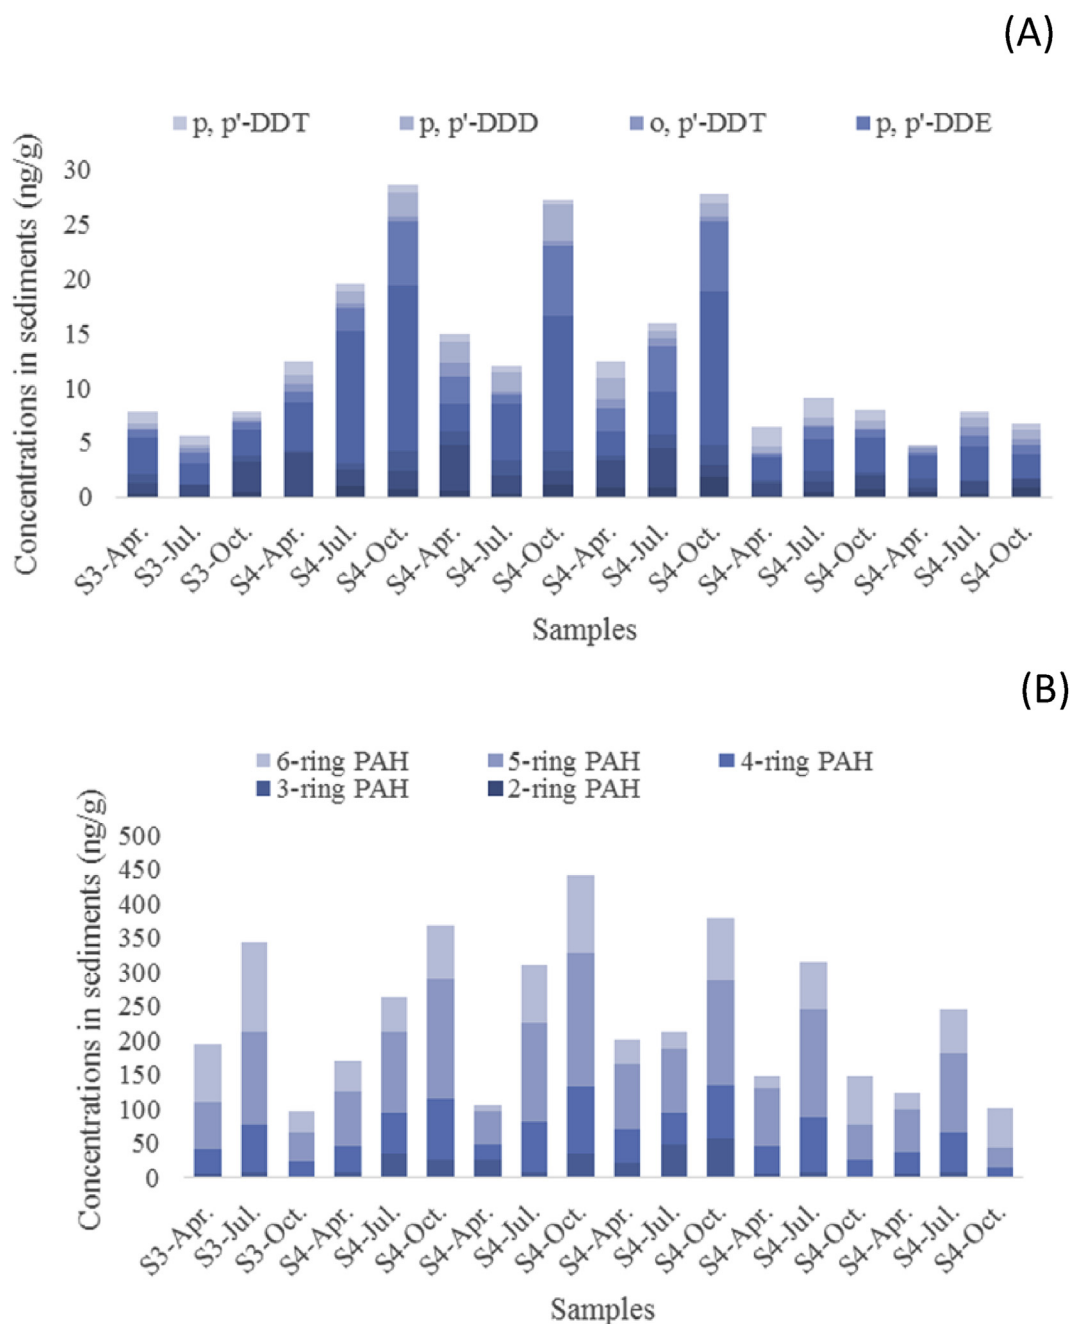 (A)
p, p'-DDT p, p'-DDD o, p'-DDT p, p'-DDE
Concentrations in sediments (ng/g)
30
25
20
15
10
5
0
S3-Apr. S3-Jul. S3-Oct. S4-Apr. S4-Jul. S4-Oct. S4-Apr. S4-Jul. S4-Oct. S4-Apr. S4-Jul. S4-Oct. S4-Apr. S4-Jul. S4-Oct. S4-Apr. S4-Jul. S4-Oct.
Samples
(B)
6-ring PAH 5-ring PAH 4-ring PAH
3-ring PAH 2-ring PAH
Concentrations in sediments (ng/g)
500
450
400
350
300
250
200
150
100
50
0
S3-Apr. S3-Jul. S3-Oct. S4-Apr. S4-Jul. S4-Oct. S4-Apr. S4-Jul. S4-Oct. S4-Apr. S4-Jul. S4-Oct. S4-Apr. S4-Jul. S4-Oct. S4-Apr. S4-Jul. S4-Oct.
Samples